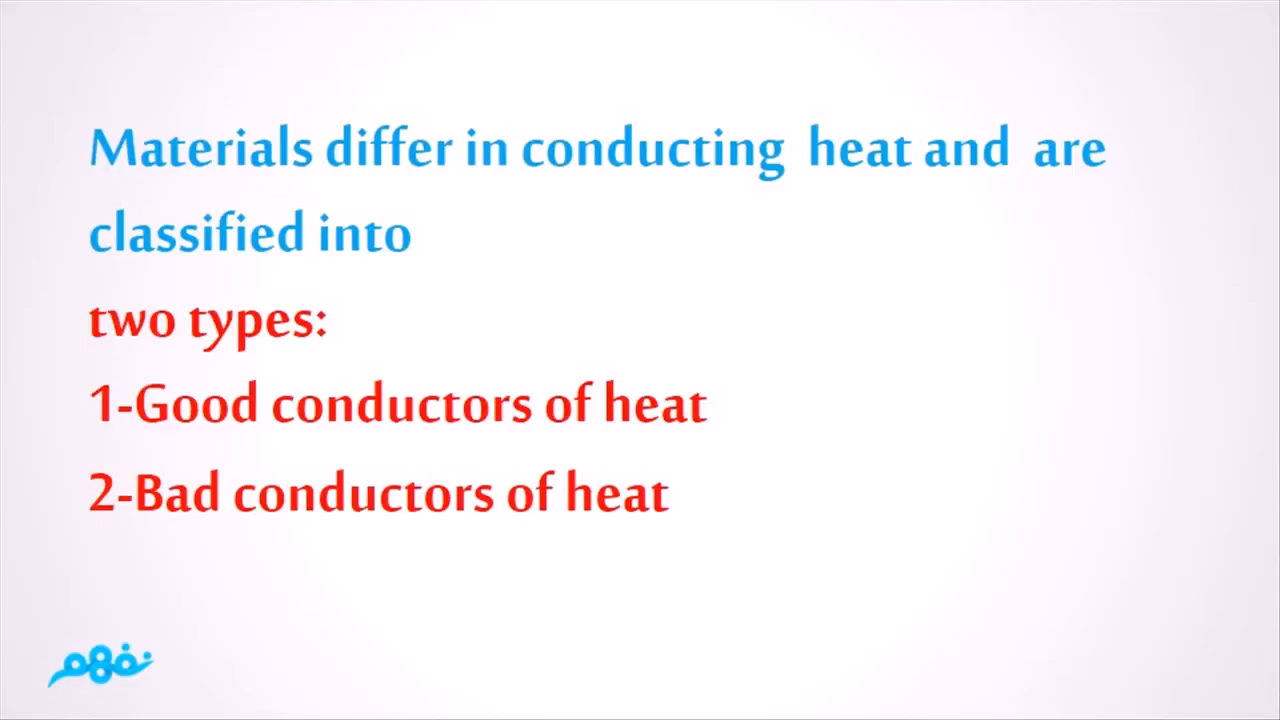 Materials differ in conducting heat and are
classified into
two types:
1-Good conductors of heat
2-Bad conductors of heat
نفهم